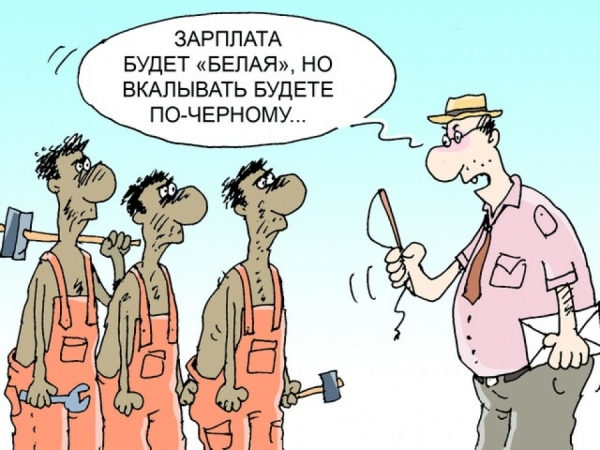 ЗАРПЛАТА
БУДЕТ «БЕЛАЯ», НО
ВКАЛЫВАТЬ БУДЕТЕ
ПО-ЧЕРНОМУ...